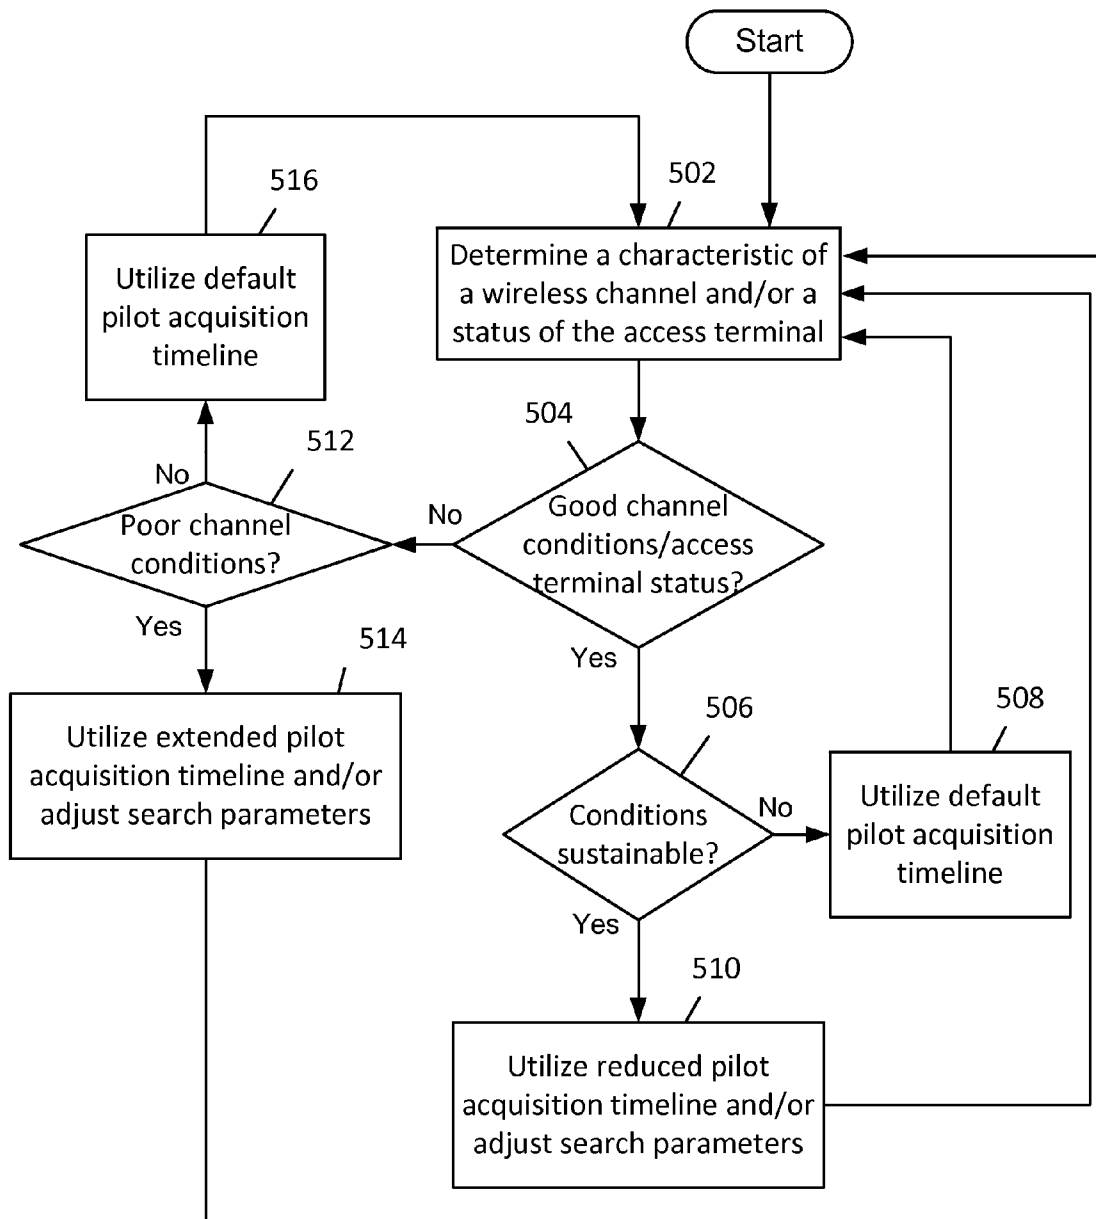 Start
516
502
Utilize default
pilot acquisition
timeline
Determine a characteristic of
a wireless channel and/or a
status of the access terminal
504
512
No
No
Poor channel
conditions?
Good channel
conditions/access
terminal status?
Yes
514
Yes
506
508
Utilize extended pilot
acquisition timeline and/or
adjust search parameters
Conditions
sustainable?
No
Utilize default
pilot acquisition
timeline
Yes
510
Utilize reduced pilot
acquisition timeline and/or
adjust search parameters